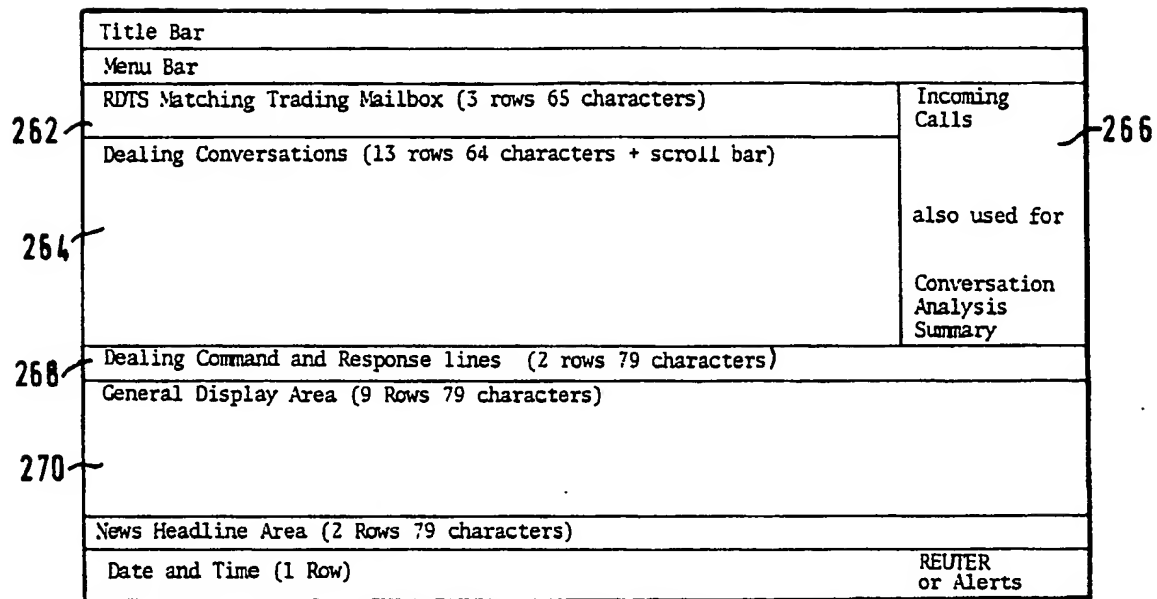 Title Bar
Menu Bar
RDTS Matching Trading Mailbox (3 rows 65 characters)
Incoming
Calls
262
266
Dealing Conversations (13 rows 64 characters + scroll bar)
also used for
264
Conversation
Analysis
Summary
Dealing Command and Response lines (2 rows 79 characters)
268
General Display Area (9 Rows 79 characters)
270
News Headline Area (2 Rows 79 characters)
Date and Time (1 Row)
REUTER
or Alerts